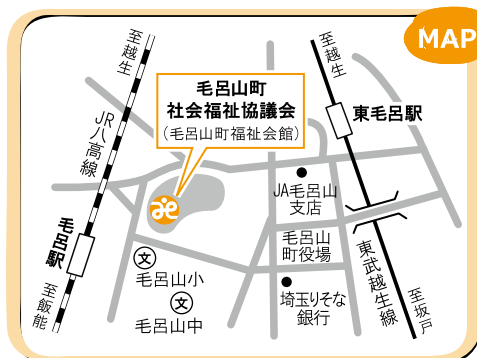 MAP
至越生
至越生
毛呂山町
社会福祉協議会
（毛呂山町福祉会館）
東毛呂駅
JR八高線
JA毛呂山
支店
毛呂駅
毛呂山
町役場
文
毛呂山小
東武越生線
至飯能
文
毛呂山中
埼玉りそな
銀行
至坂戸